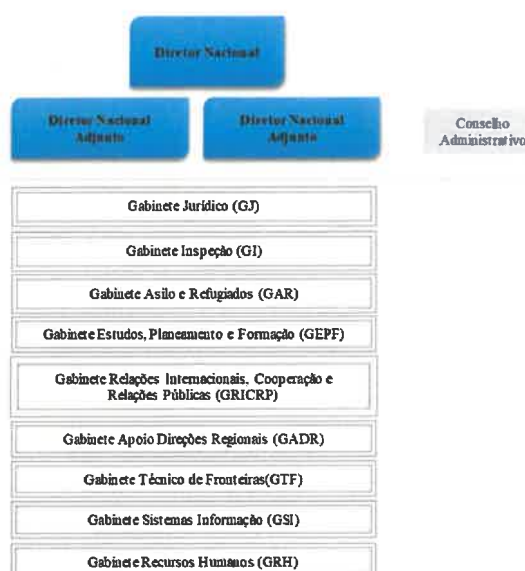 Diretor Nacional
Diretor Nacional
Adjunto
Diretor Nacional
Adjunto
Conselho
Administrativo
Gabinete Jurídico (GJ)
Gabinete Inspeção (GI)
Gabinete Asilo e Refugiados (GAR)
Gabinete Estudos, Planeamento e Formação (GEPF)
Gabinete Relações Internacionais, Cooperação e
Relações Públicas (GRICRP)
Gabinete Apoio Direções Regionais (GADR)
Gabinete Técnico de Fronteiras(GTF)
Gabinete Sistemas Informação (GSI)
Gabinete Recursos Humanos (GRH)